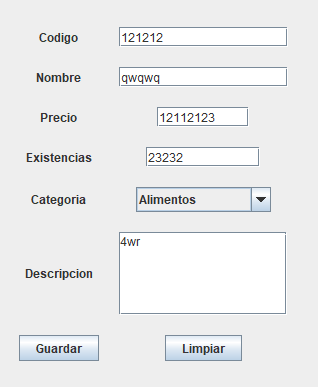 Codigo 121212
Nombre qwqwq
Precio 12112123
Existencias 23232
Categoria Alimentos
Descripcion 4wr
Guardar Limpiar